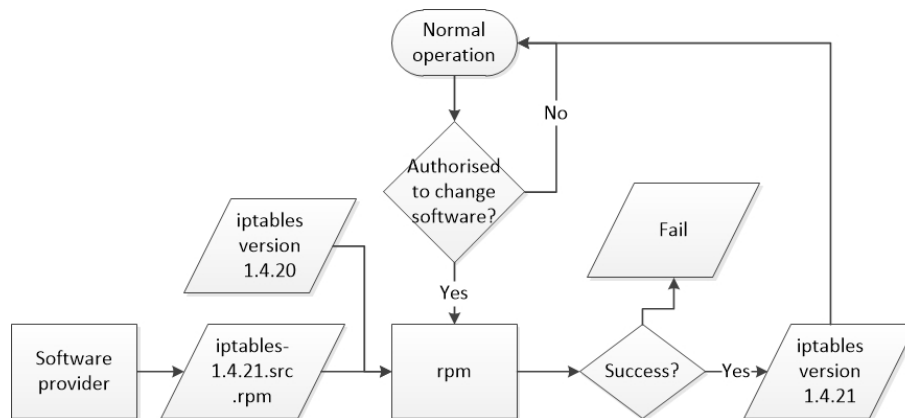 Normal
operation
No
Authorised
to change
software?
iptables
version
1.4.20
Fail
Yes
Software
provider
iptables-
1.4.21.src
.rpm
rpm
Success?
Yes
iptables
version
1.4.21